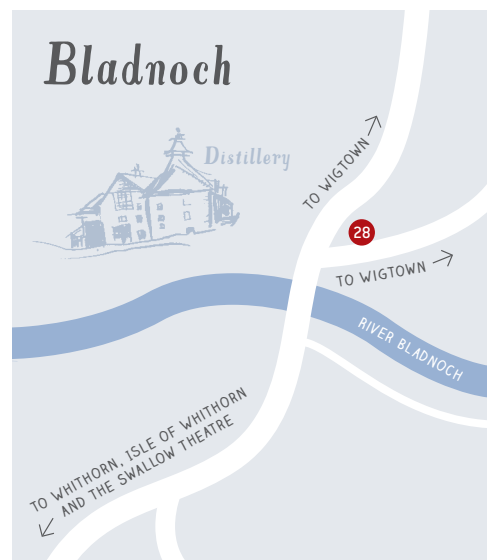 Bladnoch
Distillery
TO WIGTOWN
28
TO WIGTOWN
RIVER BLADNOCH
TO WHITHORN, ISLE OF WHITHORN
AND THE SWALLOW THEATRE